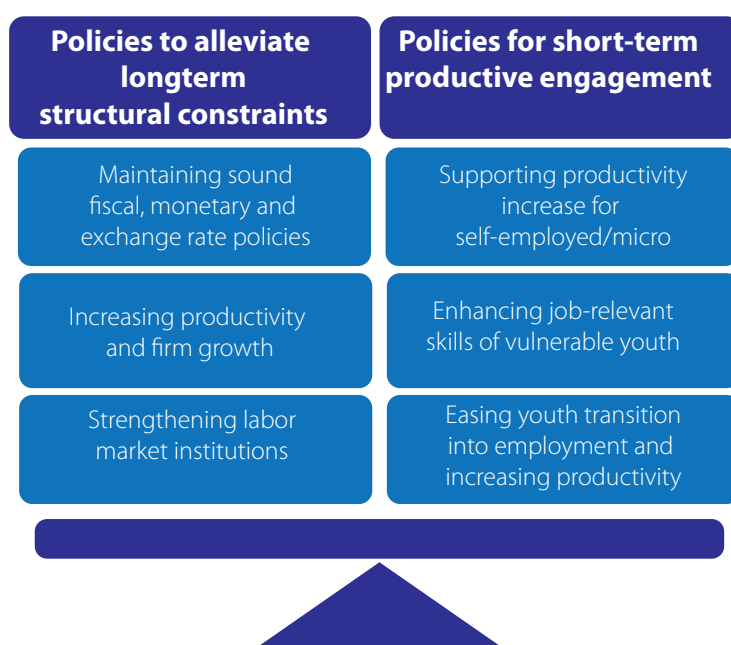 Policies to alleviate
longterm
structural constraints
Maintaining sound
fiscal, monetary and
exchange rate policies
Increasing productivity
and firm growth
Strengthening labor
market institutions
Policies for short-term
productive engagement
Supporting productivity
increase for
self-employed/micro
Enhancing job-relevant
skills of vulnerable youth
Easing youth transition
into employment and
increasing productivity